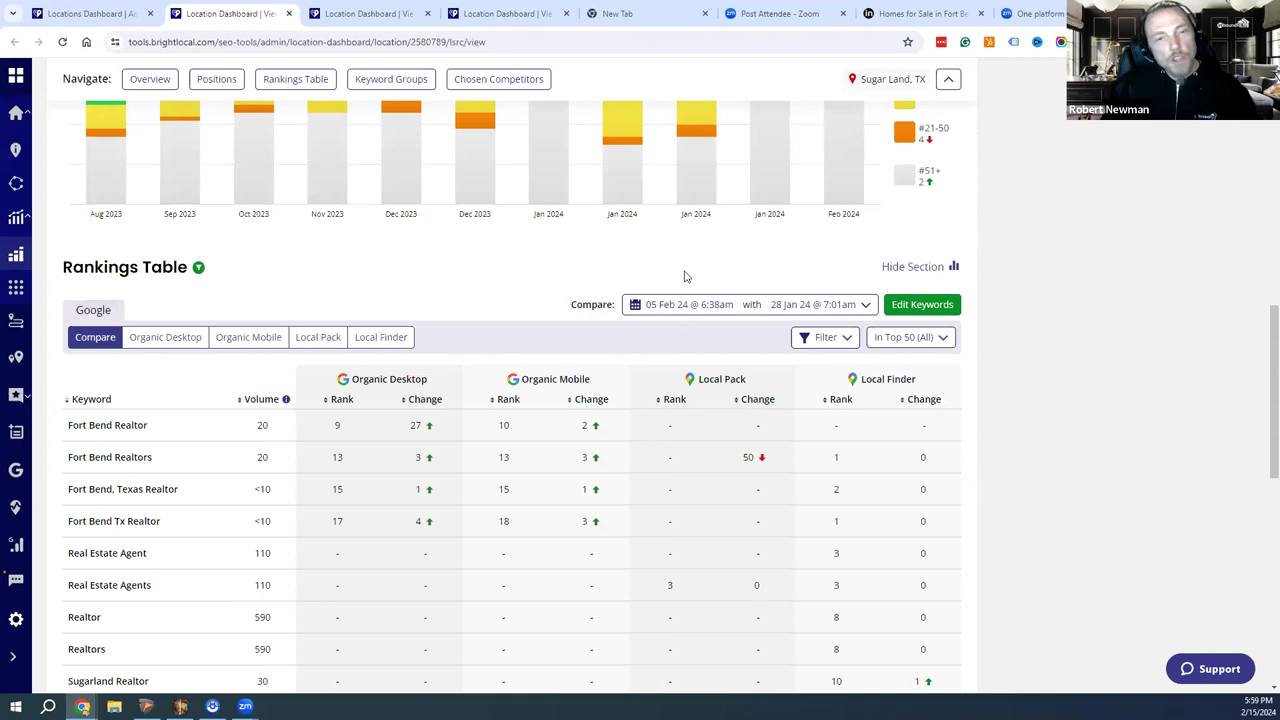 Locations Dashboard | A
Location Dashboard | Vie
Location Dashboard | V
Location Dashboard | Vie
New Tab
Post Attendee - Zoom
Homes for Sale in Fort Be
One platform
tools.brightlocal.com/seo-tools/admin/location-dashboard
789/lsrc/view
Robert Newman
Navigate:
Overview
Positions
Rankings Table
Keyword Groups
Chosen Competitors
Sugar Land, TX
#21-50
4
#51+
2
Aug 2023 Sep 2023 Oct 2023 Nov 2023 Dec 2023 Dec 2023 Jan 2024 Jan 2024 Jan 2024 Jan 2024 Feb 2024
Rankings Table
Hide Section
Google
Compare: 05 Feb 24 @ 6:38am with 28 Jan 24 @ 7:01am
Edit Keywords
Compare Organic Desktop Organic Mobile Local Pack Local Finder
Filter
In Top 50 (All)
Organic Desktop Organic Mobile Local Pack Local Finder
Keyword Volume Rank Change Rank Change Rank Change Rank Change
Fort Bend Realtor 20 9 27 10 2 - - - -
Fort Bend Realtors 20 13 3 13 3 - 50 1 0
Fort Bend, Texas Realtor <10 15 1 15 1 - - 2 0
Fort Bend Tx Realtor <10 17 4 18 3 - - 1 0
Real Estate Agent 110 - - - - - - 3 0
Real Estate Agents 110 - - - - 3 0 3 0
Realtor 590 - - - - - - 8 0
Realtors 590 - - - - - - 8 0
Sugarland Realtor 30 - - - - - - 10 1
Support
5:59 PM
2/15/2024